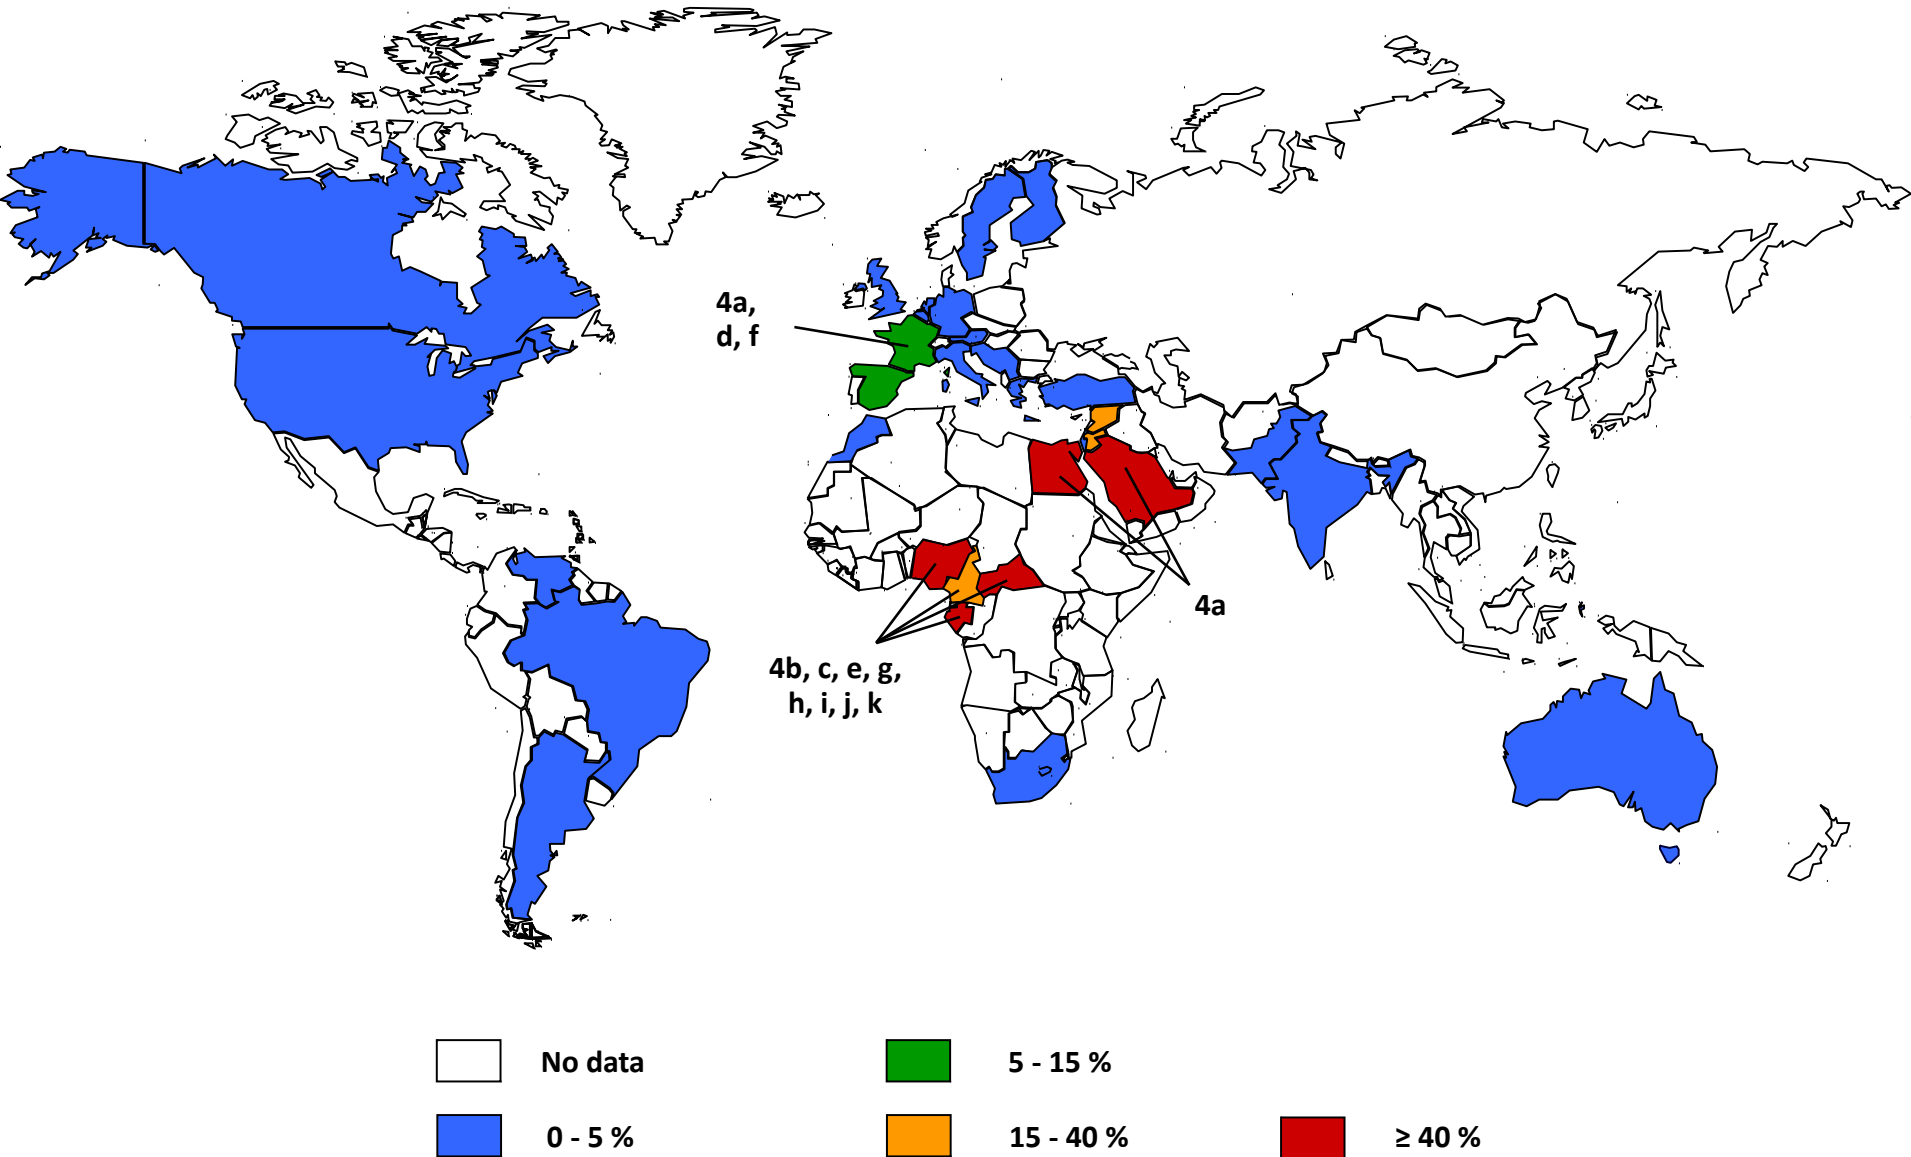 4a,
d, f
4a
4b, c, e, g,
h, i, j, k
No data
5 - 15 %
0 - 5 %
15 - 40 %
≥ 40 %